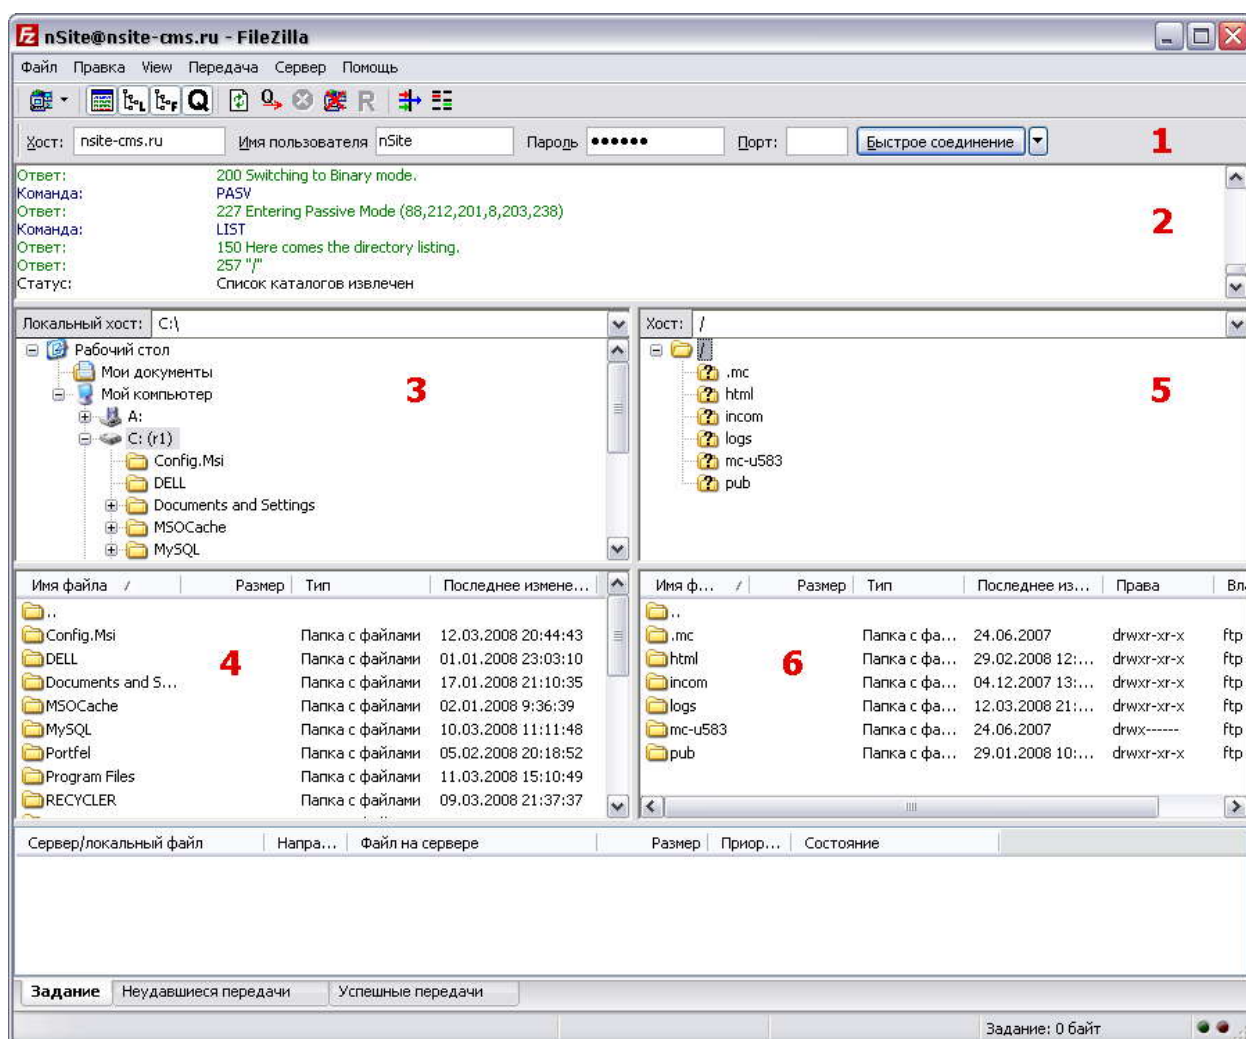 nSite@nsite-cms.ru - FileZilla
Файл Правка View Передача Сервер Помощь
L F Q Q R
Хост: nsite-cms.ru Имя пользователя nSite Пароль ●●●●●● Порт: Быстрое соединение 1
Ответ: 200 Switching to Binary mode.
Команда: PASV
Ответ: 227 Entering Passive Mode (88,212,201,8,203,238)
Команда: LIST
Ответ: 150 Here comes the directory listing.
Ответ: 257 "/"
Статус: Список каталогов извлечен
2
Локальный хост: C:\
Рабочий стол
Мои документы
Мой компьютер
A:
C: (r1)
Config.Msi
DELL
Documents and Settings
MSOCache
MySQL
3
Хост: /
/
.mc
html
incom
logs
mc-u583
pub
5
Имя файла / Размер Тип Последнее измене...
..
Config.Msi Папка с файлами 12.03.2008 20:44:43
DELL Папка с файлами 01.01.2008 23:03:10
Documents and S... Папка с файлами 17.01.2008 21:10:35
MSOCache Папка с файлами 02.01.2008 9:36:39
MySQL Папка с файлами 10.03.2008 11:11:48
Portfel Папка с файлами 05.02.2008 20:18:52
Program Files Папка с файлами 11.03.2008 15:10:49
RECYCLER Папка с файлами 09.03.2008 21:37:37
4
Имя ф... / Размер Тип Последнее из... Права Вл
..
.mc Папка с фа... 24.06.2007 drwxr-xr-x ftp
html Папка с фа... 29.02.2008 12:... drwxr-xr-x ftp
incom Папка с фа... 04.12.2007 13:... drwxr-xr-x ftp
logs Папка с фа... 12.03.2008 21:... drwxr-xr-x ftp
mc-u583 Папка с фа... 24.06.2007 drwx------ ftp
pub Папка с фа... 29.01.2008 10:... drwxr-xr-x ftp
6
Сервер/локальный файл Напра... Файл на сервере Размер Приор... Состояние
Задание Неудавшиеся передачи Успешные передачи
Задание: 0 байт